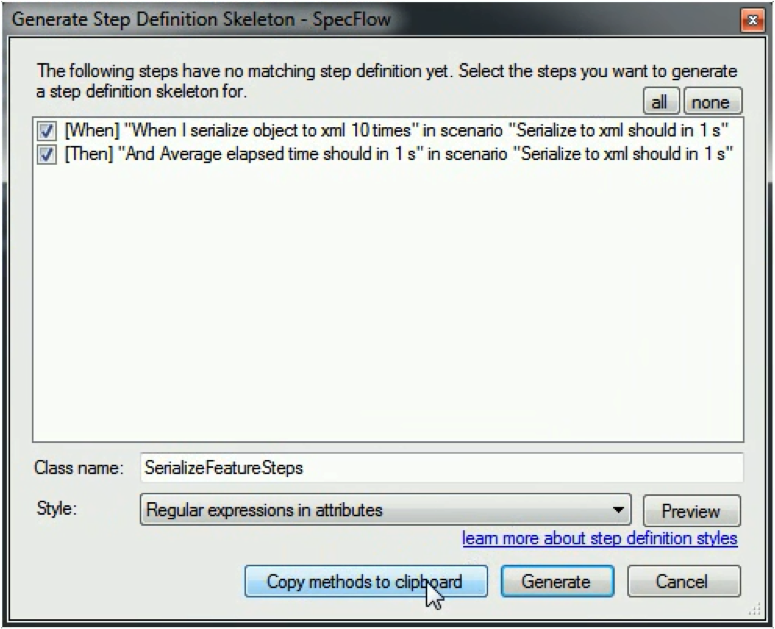 Generate Step Definition Skeleton - SpecFlow
The following steps have no matching step definition yet. Select the steps you want to generate
a step definition skeleton for.
all none
[When] "When I serialize object to xml 10 times" in scenario "Serialize to xml should in 1 s"
[Then] "And Average elapsed time should in 1 s" in scenario "Serialize to xml should in 1 s"
Class name: SerializeFeatureSteps
Style: Regular expressions in attributes Preview
learn more about step definition styles
Copy methods to clipboard Generate Cancel